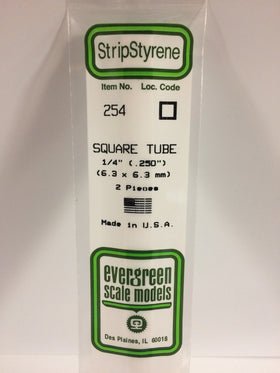 StripStyrene
Item No. Loc. Code
254
SQUARE TUBE
1/4" (.250")
(6.3 x 6.3 mm)
2 Pieces
Made in U.S.A.
evergreen
scale models
Des Plaines, IL 60018